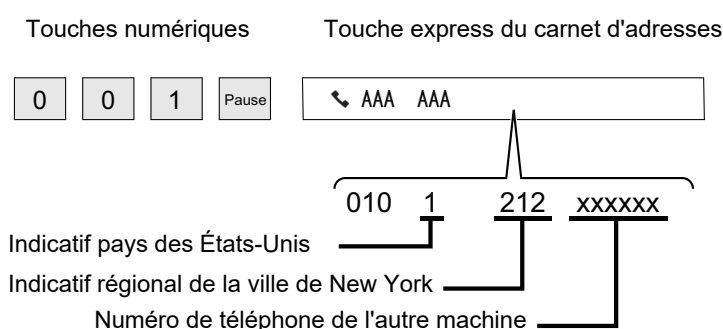 Touches numériques Touche express du carnet d'adresses
0 0 1 Pause AAA AAA
010 1 212 xxxxxx
Indicatif pays des États-Unis
Indicatif régional de la ville de New York
Numéro de téléphone de l'autre machine